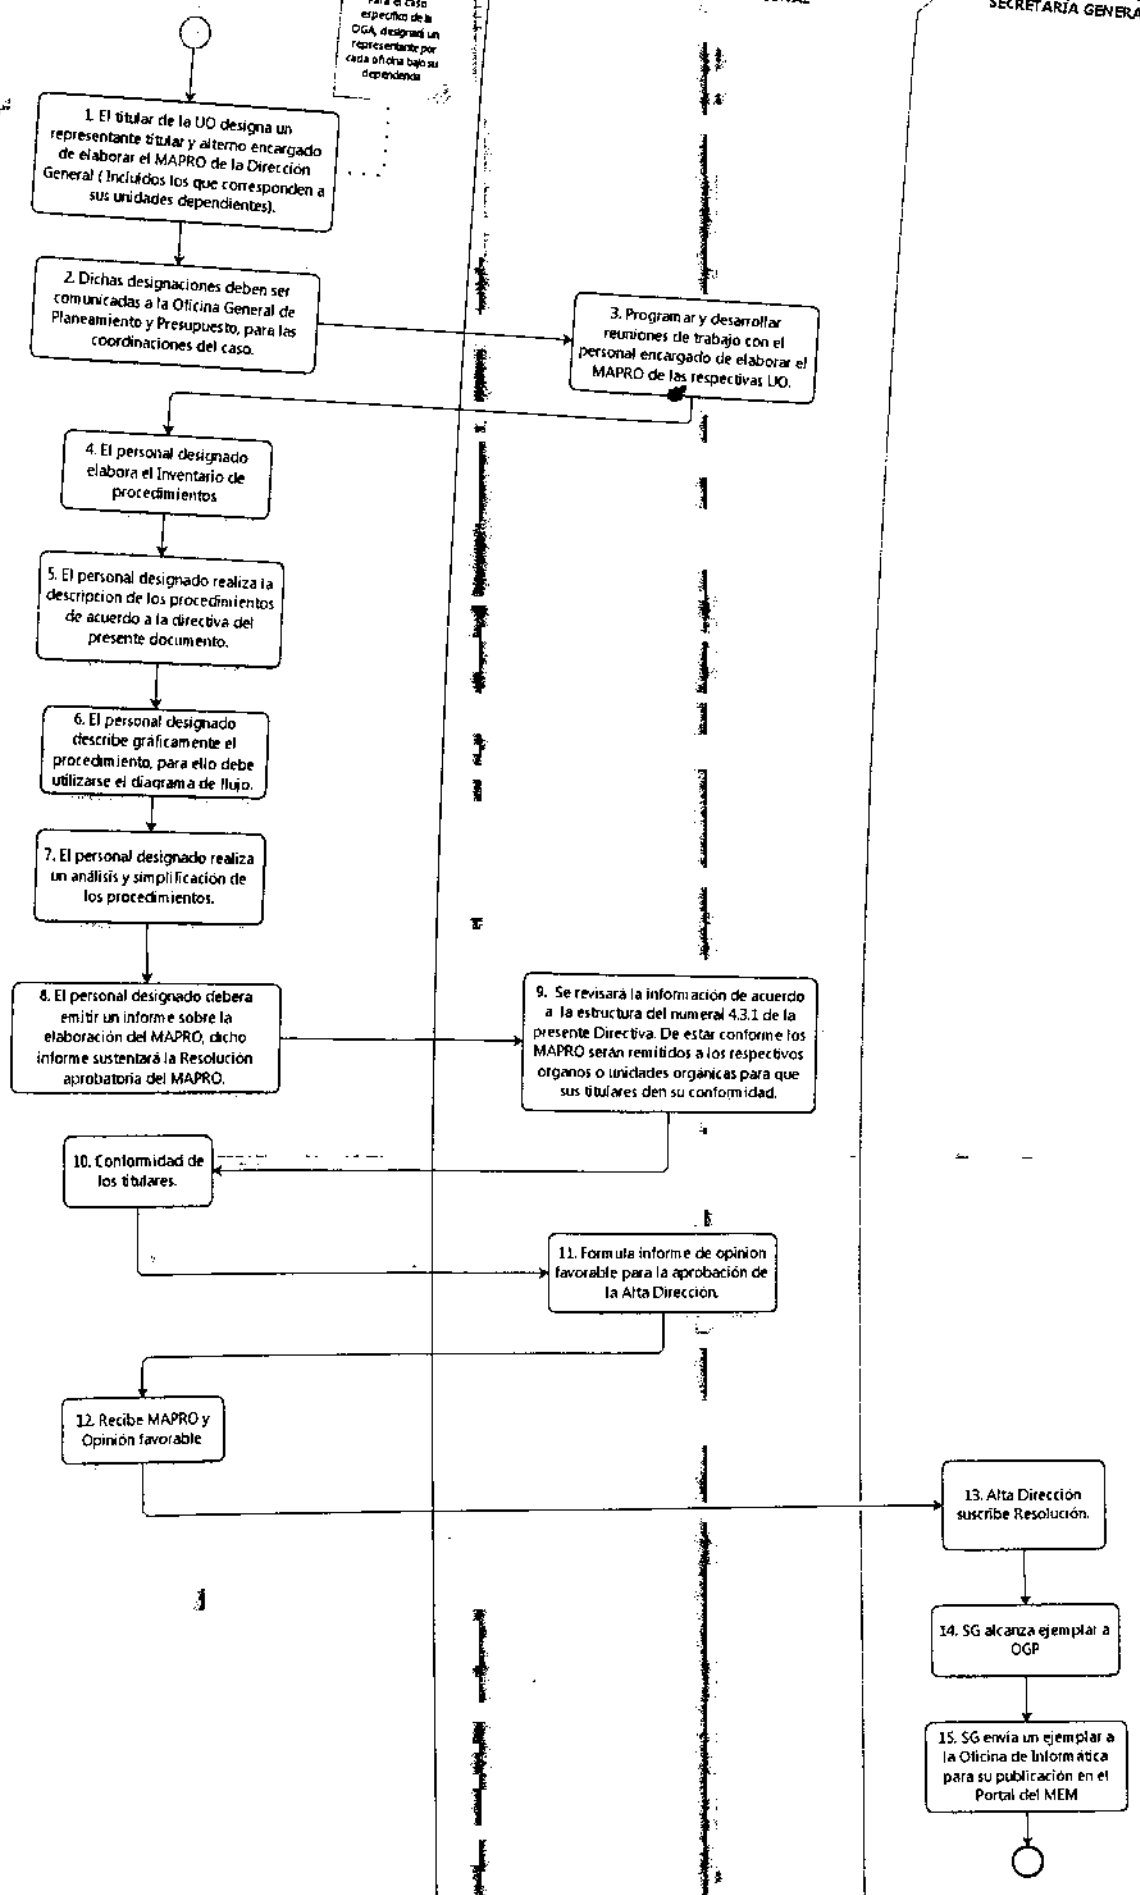 SECRETARÍA GENERA
Para el caso
especifico de la
OGA, designará un
representante por
cada oficina bajo su
dependencia
1. El titular de la UO designa un
representante titular y alterno encargado
de elaborar el MAPRO de la Dirección
General ( Incluidos los que corresponden a
sus unidades dependientes).
2. Dichas designaciones deben ser
comunicadas a la Oficina General de
Planeamiento y Presupuesto, para las
coordinaciones del caso.
3. Programar y desarrollar
reuniones de trabajo con el
personal encargado de elaborar el
MAPRO de las respectivas UO.
4. El personal designado
elabora el Inventario de
procedimientos
5. El personal designado realiza la
descripcion de los procedimientos
de acuerdo a la directiva del
presente documento.
6. El personal designado
describe gráficamente el
procedimiento, para ello debe
utilizarse el diagrama de flujo.
7. El personal designado realiza
un análisis y simplificación de
los procedimientos.
8. El personal designado debera
emitir un informe sobre la
elaboración del MAPRO, dicho
informe sustentará la Resolución
aprobatoria del MAPRO.
9. Se revisará la información de acuerdo
a la estructura del numeral 4.3.1 de la
presente Directiva. De estar conforme los
MAPRO serán remitidos a los respectivos
organos o unidades orgánicas para que
sus titulares den su conformidad.
10. Conformidad de
los titulares.
11. Formula informe de opinion
favorable para la aprobación de
la Alta Dirección.
12. Recibe MAPRO y
Opinión favorable
13. Alta Dirección
suscribe Resolución.
14. SG alcanza ejemplar a
OGP
15. SG envía un ejemplar a
la Oficina de Informática
para su publicación en el
Portal del MEM